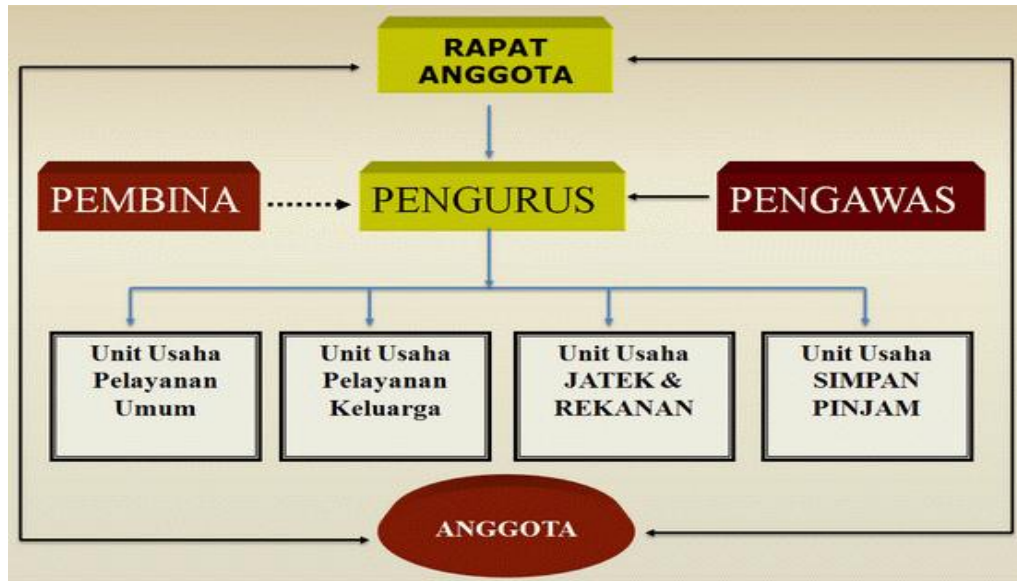 RAPAT
ANGGOTA
PEMBINA
PENGURUS
PENGAWAS
Unit Usaha
Pelayanan
Umum
Unit Usaha
Pelayanan
Keluarga
Unit Usaha
JATEK &
REKANAN
Unit Usaha
SIMPAN
PINJAM
ANGGOTA